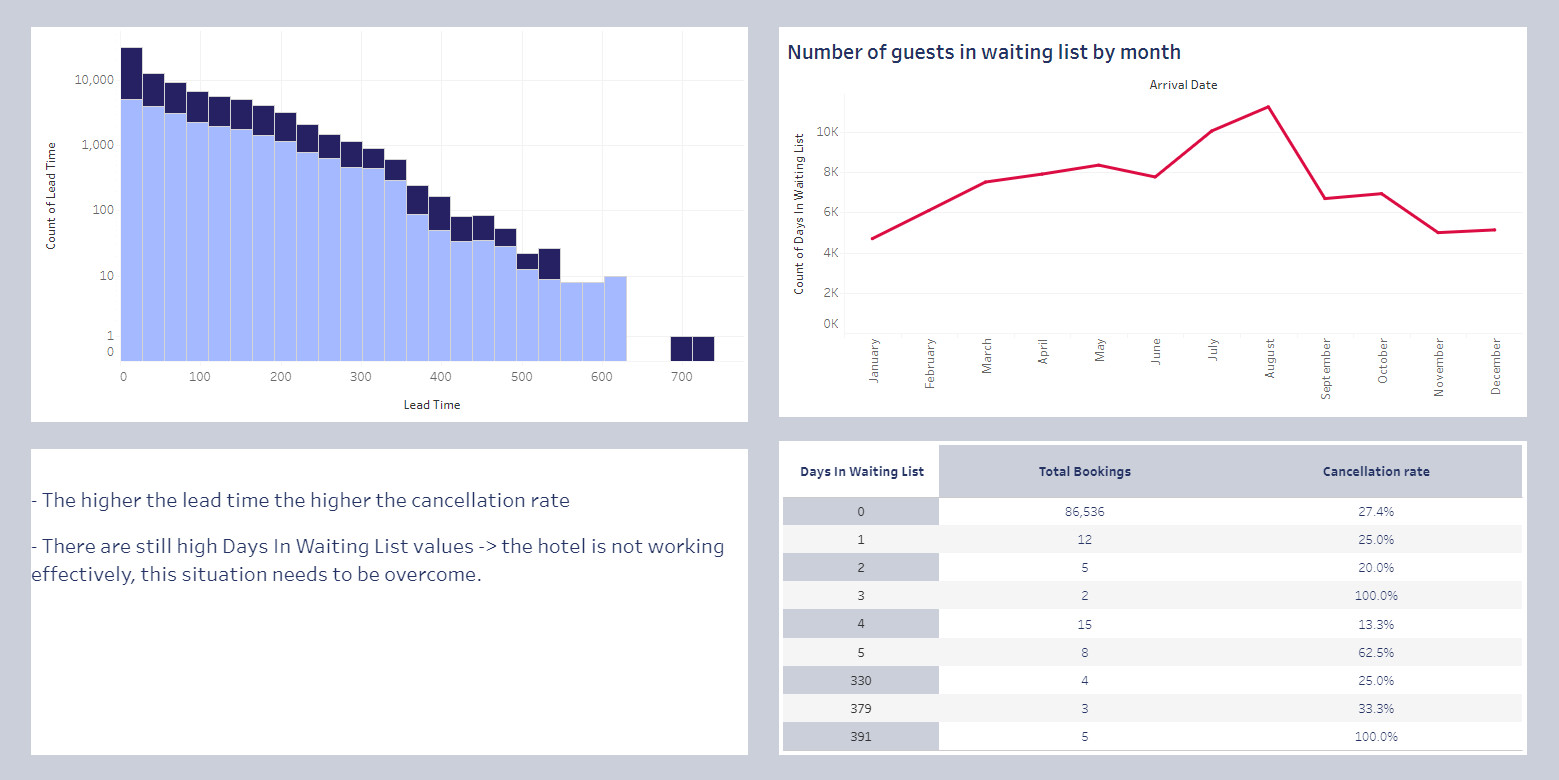 10,000
1,000
100
10
1
0
Count of Lead Time
0 100 200 300 400 500 600 700
Lead Time
Number of guests in waiting list by month
Arrival Date
10K
8K
6K
4K
2K
0K
Count of Days In Waiting List
January February March April May June July August September October November December
- The higher the lead time the higher the cancellation rate
- There are still high Days In Waiting List values -> the hotel is not working
effectively, this situation needs to be overcome.
Days In Waiting List Total Bookings Cancellation rate
0 86,536 27.4%
1 12 25.0%
2 5 20.0%
3 2 100.0%
4 15 13.3%
5 8 62.5%
330 4 25.0%
379 3 33.3%
391 5 100.0%